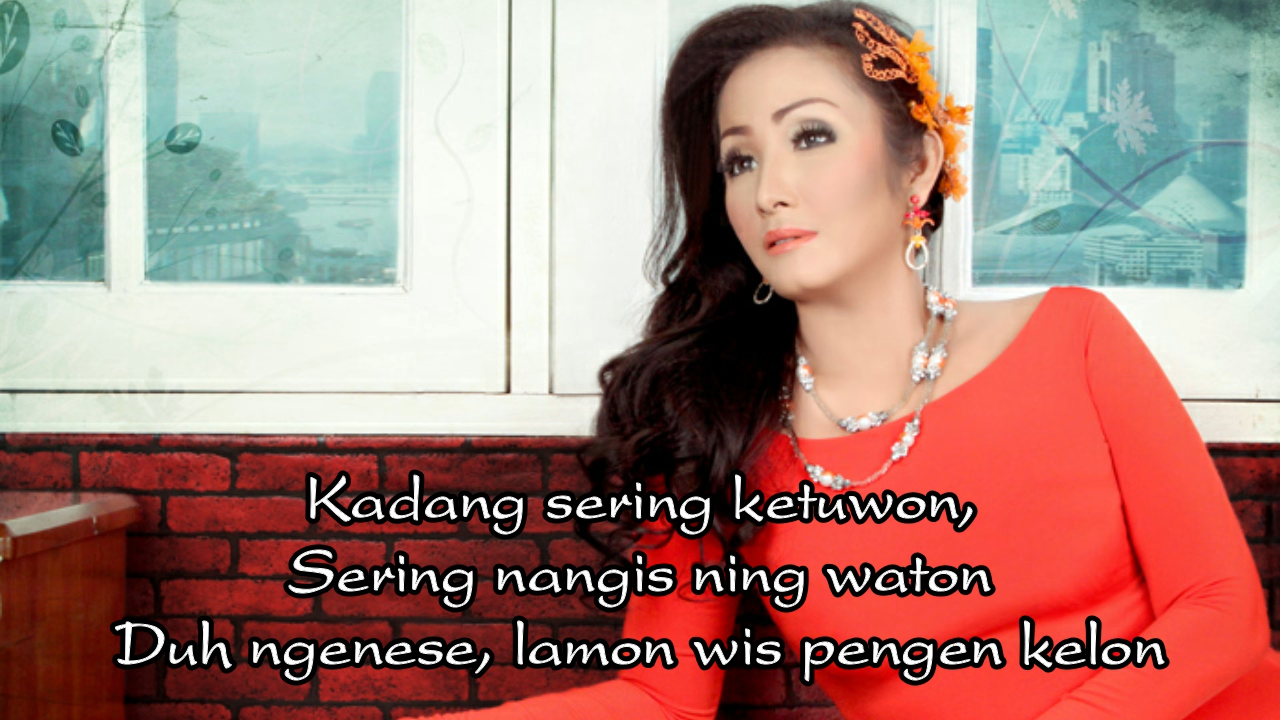 Kadang sering ketuwon,
Sering nangis ning waton
Duh ngenese, lamon wis pengen kelon